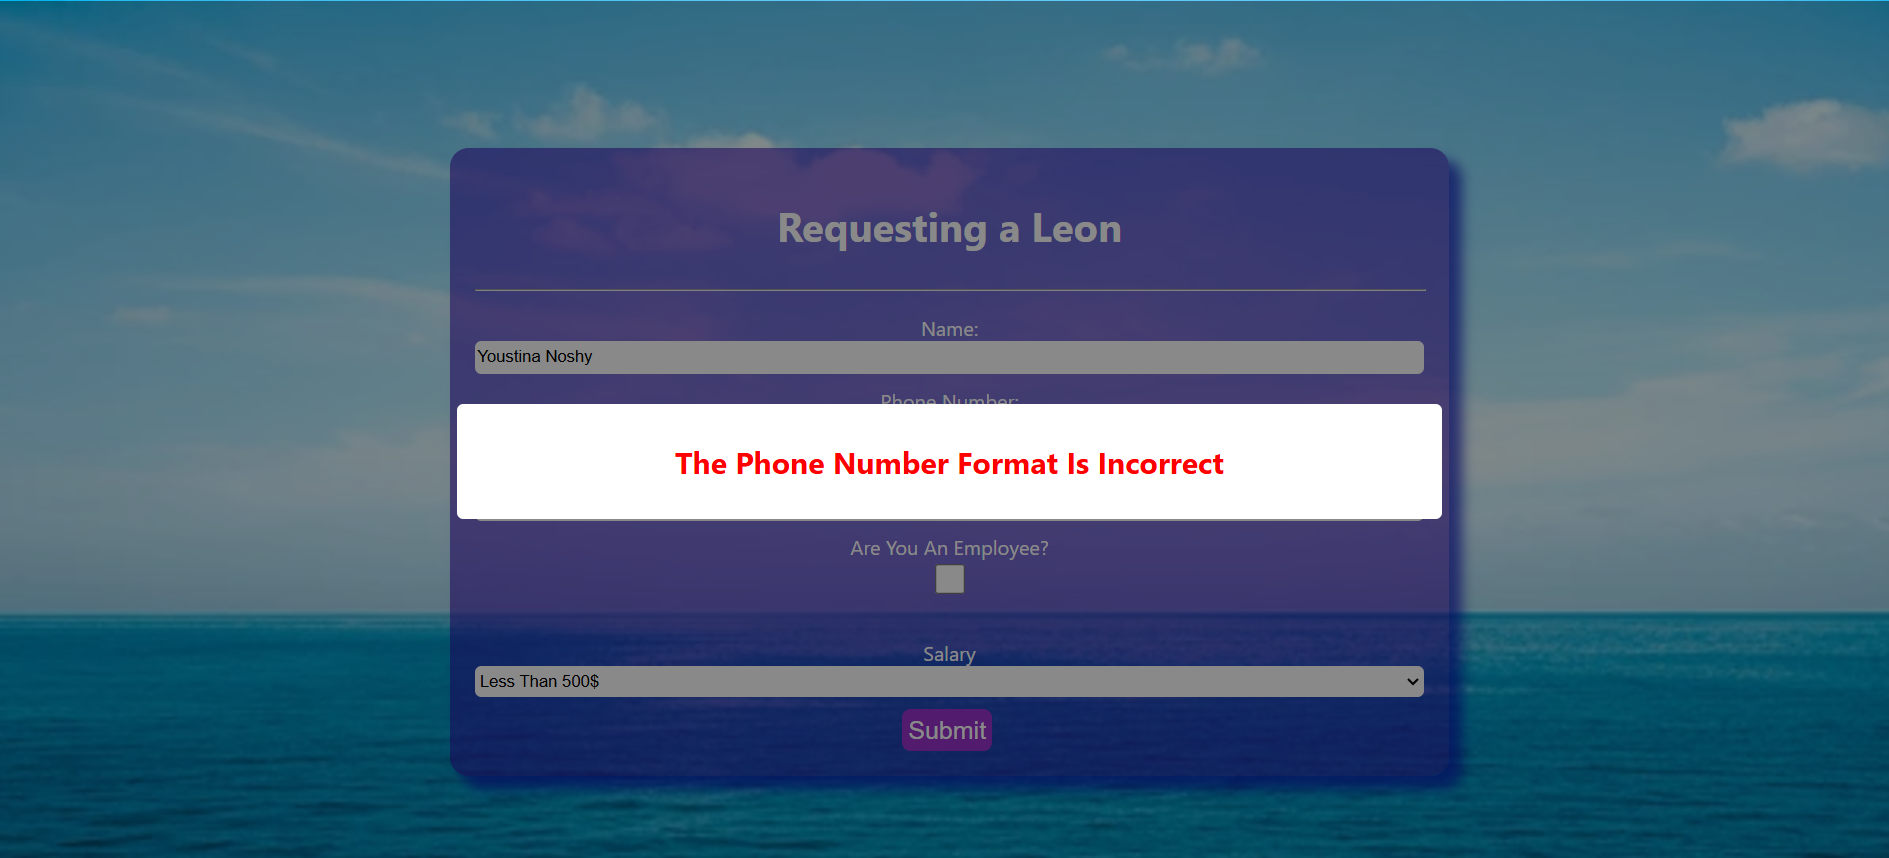 Requesting a Leon
Name:
Youstina Noshy
Phone Number:
The Phone Number Format Is Incorrect
Are You An Employee?
Salary
Less Than 500$
Submit